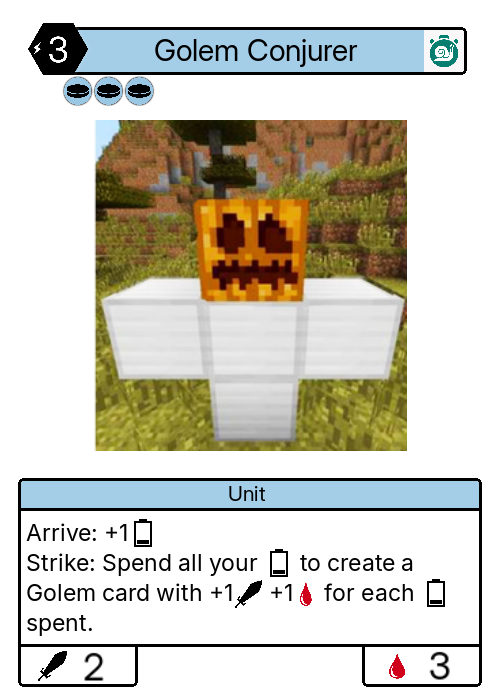 3
Golem Conjurer
Unit
Arrive: +1
Strike: Spend all your to create a
Golem card with +1 +1 for each
spent.
2
3